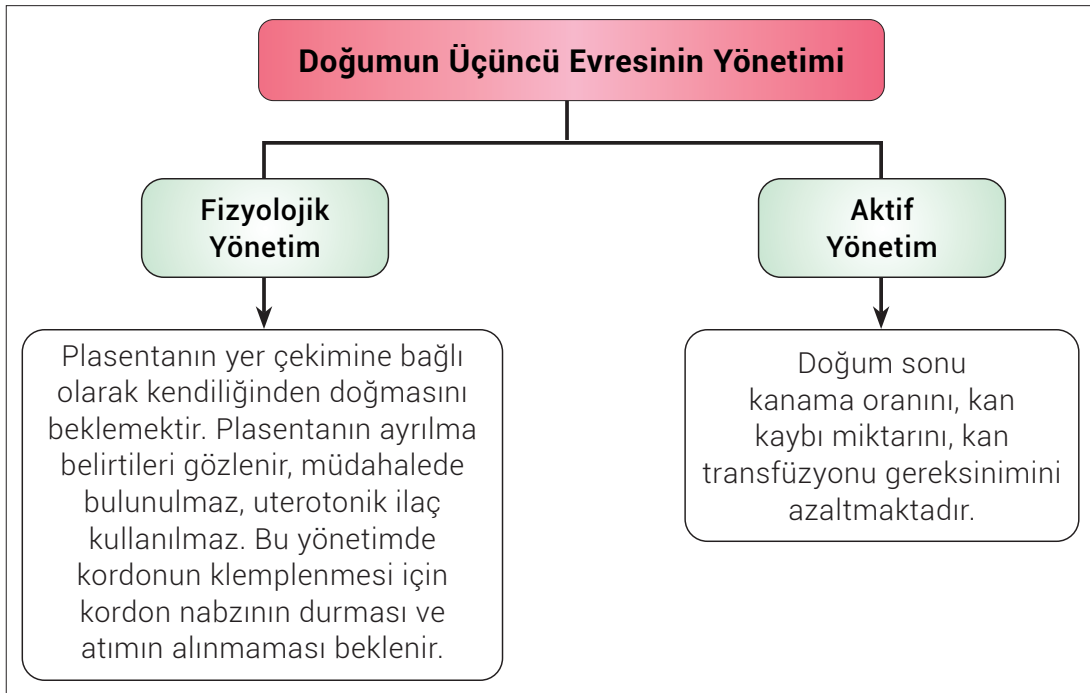 Doğumun Üçüncü Evresinin Yönetimi
Fizyolojik
Yönetim
Plasentanın yer çekimine bağlı
olarak kendiliğinden doğmasını
beklemektir. Plasentanın ayrılma
belirtileri gözlenir, müdahalede
bulunulmaz, uterotonik ilaç
kullanılmaz. Bu yönetimde
kordonun klemplenmesi için
kordon nabzının durması ve
atımın alınmaması beklenir.
Aktif
Yönetim
Doğum sonu
kanama oranını, kan
kaybı miktarını, kan
transfüzyonu gereksinimini
azaltmaktadır.